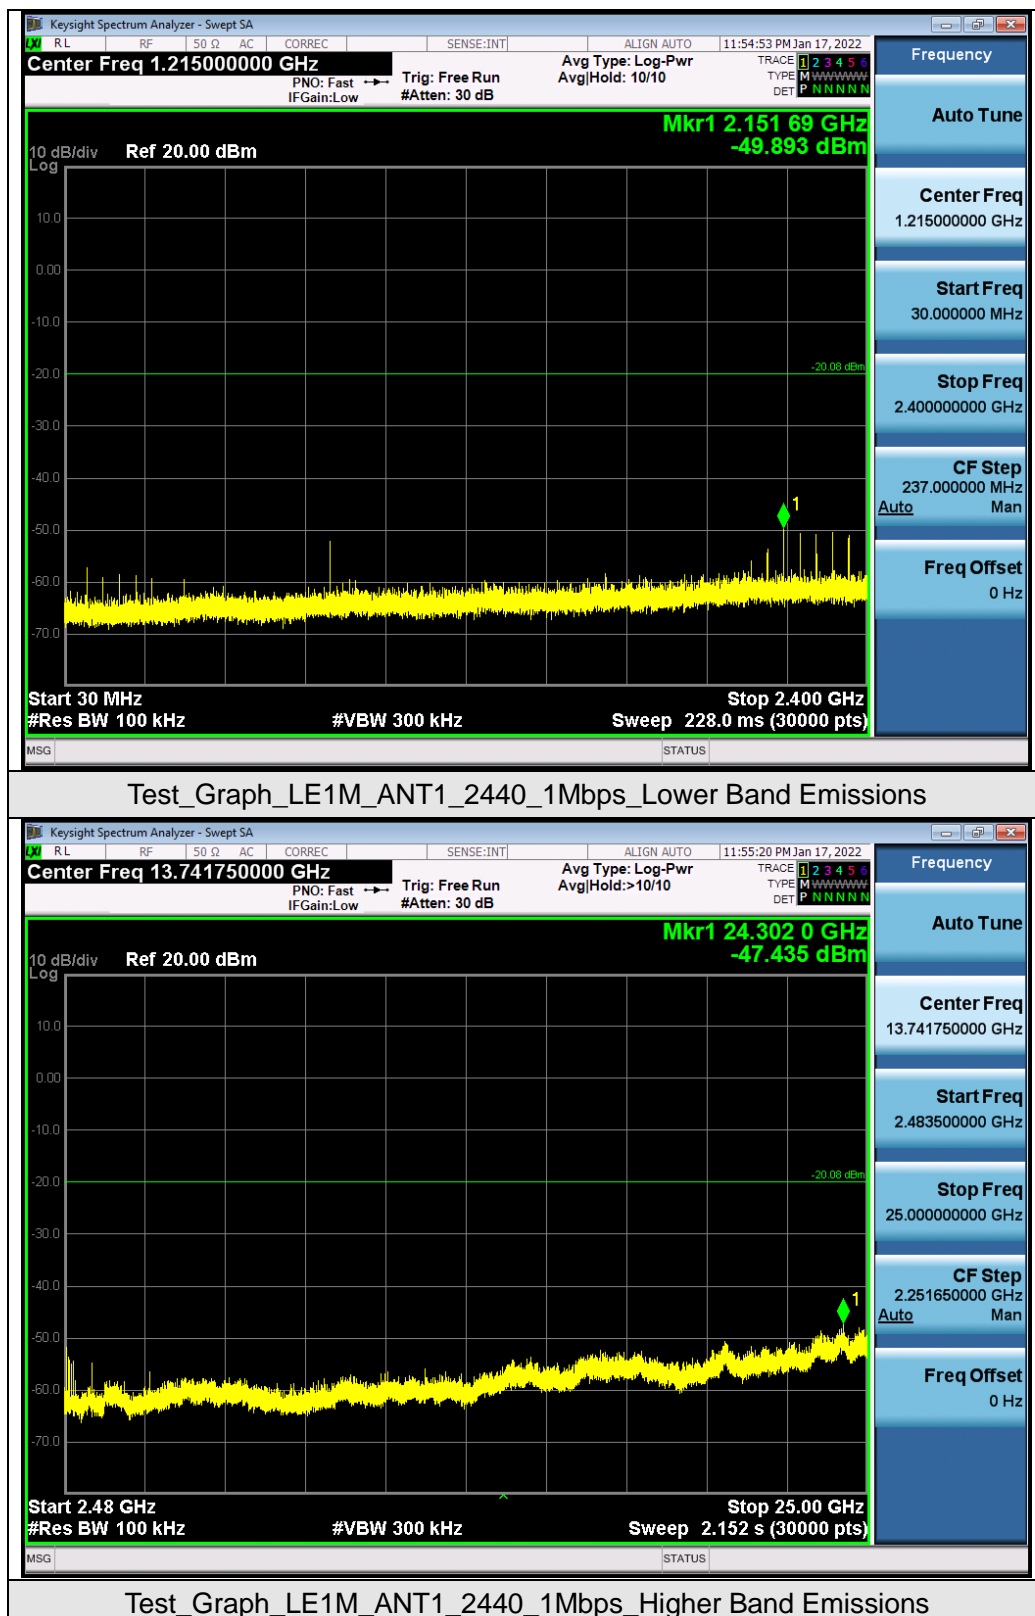 Keysight Spectrum Analyzer - Swept SA
LXI RL RF 50 Ω AC CORREC SENSE:INT ALIGN AUTO 11:54:53 PM Jan 17, 2022
Center Freq 1.215000000 GHz
PNO: Fast
IFGain:Low
Trig: Free Run
#Atten: 30 dB
Avg Type: Log-Pwr
Avg|Hold: 10/10
TRACE 1 2 3 4 5 6
TYPE M WWWWW
DET P N N N N N
Frequency
Auto Tune
Mkr1 2.151 69 GHz
-49.893 dBm
10 dB/div Ref 20.00 dBm
Log
10.0
0.00
-10.0
-20.0
-30.0
-40.0
-50.0
-60.0
-70.0
-20.08 dBm
1
Center Freq
1.215000000 GHz
Start Freq
30.000000 MHz
Stop Freq
2.400000000 GHz
CF Step
237.000000 MHz
Auto Man
Freq Offset
0 Hz
Start 30 MHz Stop 2.400 GHz
#Res BW 100 kHz #VBW 300 kHz Sweep 228.0 ms (30000 pts)
MSG STATUS
Test_Graph_LE1M_ANT1_2440_1Mbps_Lower Band Emissions
Keysight Spectrum Analyzer - Swept SA
LXI RL RF 50 Ω AC CORREC SENSE:INT ALIGN AUTO 11:55:20 PM Jan 17, 2022
Center Freq 13.741750000 GHz
PNO: Fast
IFGain:Low
Trig: Free Run
#Atten: 30 dB
Avg Type: Log-Pwr
Avg|Hold:>10/10
TRACE 1 2 3 4 5 6
TYPE M WWWWW
DET P N N N N N
Frequency
Auto Tune
Mkr1 24.302 0 GHz
-47.435 dBm
10 dB/div Ref 20.00 dBm
Log
10.0
0.00
-10.0
-20.0
-30.0
-40.0
-50.0
-60.0
-70.0
-20.08 dBm
1
Center Freq
13.741750000 GHz
Start Freq
2.483500000 GHz
Stop Freq
25.000000000 GHz
CF Step
2.251650000 GHz
Auto Man
Freq Offset
0 Hz
Start 2.48 GHz Stop 25.00 GHz
#Res BW 100 kHz #VBW 300 kHz Sweep 2.152 s (30000 pts)
MSG STATUS
Test_Graph_LE1M_ANT1_2440_1Mbps_Higher Band Emissions